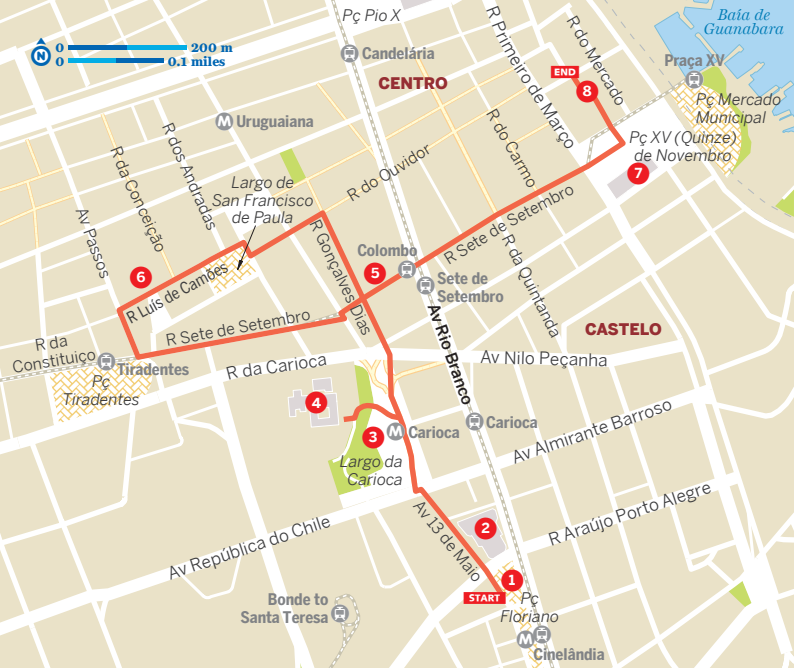 Pç Pio X
Baía de
Guanabara
N
0
200 m
0
0.1 miles
Candelária
CENTRO
R Primeiro de Março
R do Mercado
END
8
Praça XV
Pç Mercado
Municipal
M
Uruguaiana
R dos Andradas
R da Conceição
Av Passos
Largo de
San Francisco
de Paula
R do Ouvidor
R do Carmo
Pç XV (Quinze)
de Novembro
7
R Gonçalves Dias
Colombo
5
R Sete de Setembro
6
R Luís de Camões
Sete de
Setembro
R da Quintanda
R Sete de Setembro
Av Rio Branco
CASTELO
R da
Constituiço
Tiradentes
Pç
Tiradentes
R da Carioca
Av Nilo Peçanha
4
3
M
Carioca
Carioca
Largo da
Carioca
Av Almirante Barroso
Av República do Chile
Av 13 de Maio
2
R Araújo Porto Alegre
1
START
Pç
Floriano
Bonde to
Santa Teresa
M
Cinelândia